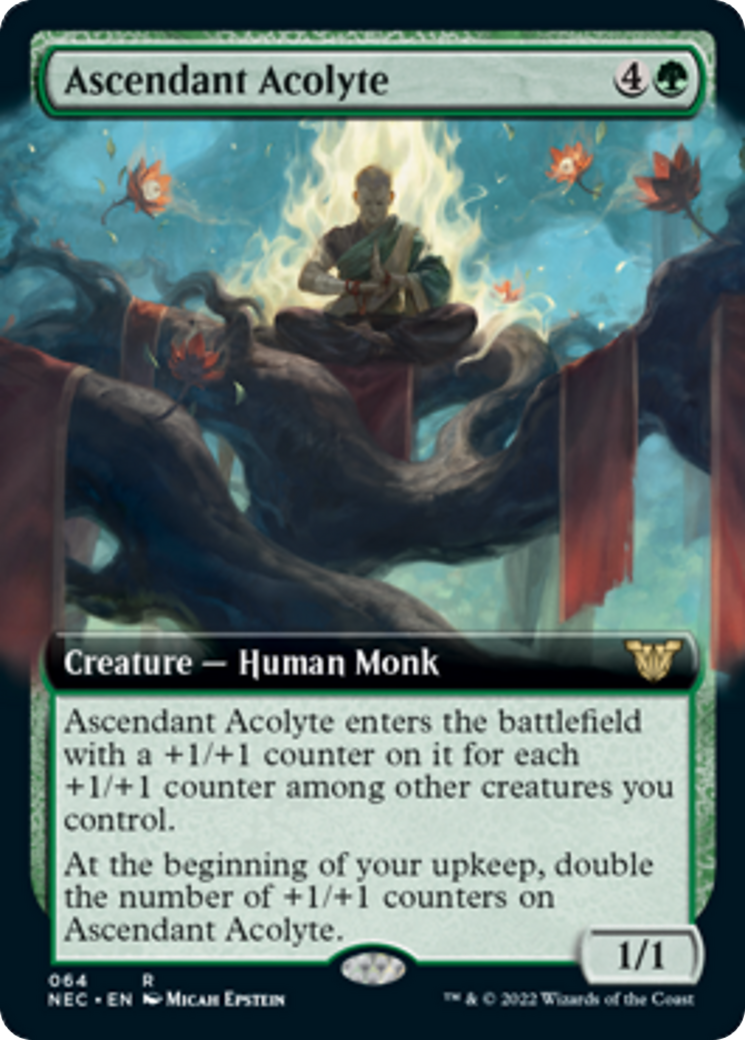 Ascendant Acolyte 4
Creature — Human Monk
Ascendant Acolyte enters the battlefield
with a +1/+1 counter on it for each
+1/+1 counter among other creatures you
control.
At the beginning of your upkeep, double
the number of +1/+1 counters on
Ascendant Acolyte.
1/1
064 R
NEC • EN Micah Epstein ™ & © 2022 Wizards of the Coast